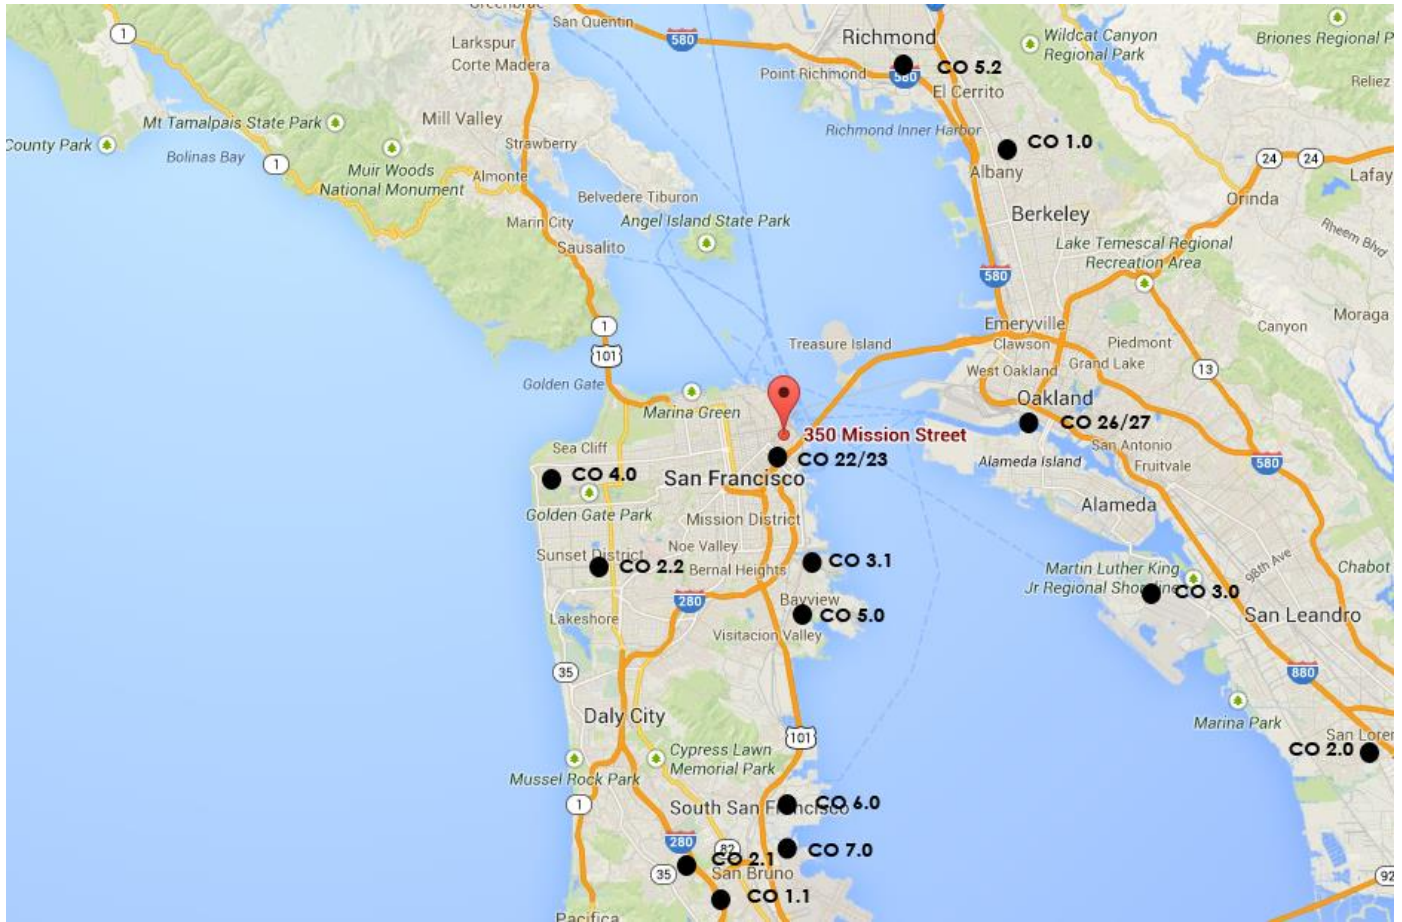 Greenbrae
San Quentin
1
580
Richmond
Wildcat Canyon
Regional Park
Briones Regional P
Larkspur
Corte Madera
Point Richmond
580
CO 5.2
El Cerrito
Reliez
Mt Tamalpais State Park
Mill Valley
Richmond Inner Harbor
County Park
Bolinas Bay
1
Strawberry
CO 1.0
24
24
Muir Woods
National Monument
Almonte
Albany
Lafay
Belvedere Tiburon
Orinda
Marin City
Angel Island State Park
Berkeley
Rheem Blvd
Sausalito
Lake Temescal Regional
Recreation Area
580
Moraga
1
Emeryville
Canyon
101
Treasure Island
Clawson
Piedmont
Grand Lake
13
Golden Gate
West Oakland
Marina Green
Oakland
350 Mission Street
CO 26/27
San Antonio
Sea Cliff
CO 22/23
Alameda Island
Fruitvale
580
CO 4.0
San Francisco
Golden Gate Park
Mission District
Alameda
Sunset District
Noe Valley
CO 3.1
98th Ave
CO 2.2
Bernal Heights
Martin Luther King
Jr Regional Shoreline
Chabot
280
Bayview
CO 3.0
Lakeshore
CO 5.0
San Leandro
Visitacion Valley
35
880
Daly City
Marina Park
101
San Loren
CO 2.0
Cypress Lawn
Memorial Park
Mussel Rock Park
1
South San Francisco
CO 6.0
280
82
CO 7.0
CO 2.1
35
San Bruno
92
CO 1.1
Pacifica